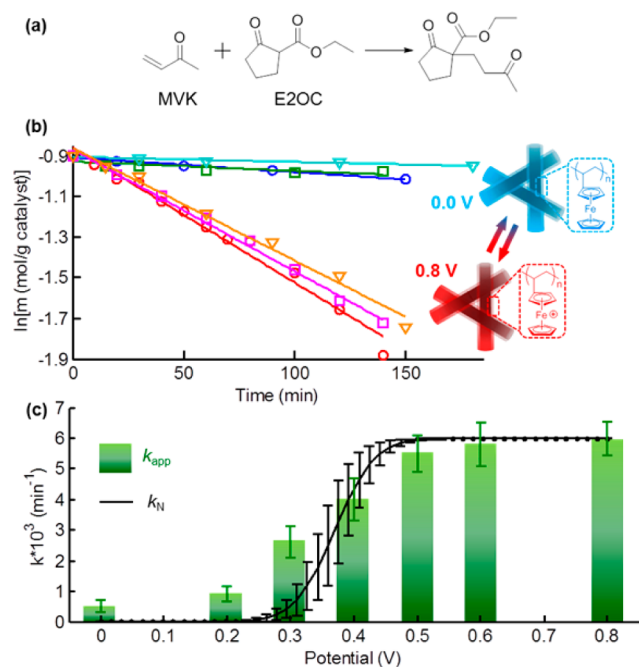 (a)
O
O
O
O
O
O
O
O
+
MVK
E2OC
(b)
-0.9
-1.1
-1.3
-1.5
-1.7
-1.9
ln[m (mol/g catalyst)]
0
50
100
150
Time (min)
0.0 V
n
Fe
0.8 V
n
Fe⊕
(c)
7
6
5
4
3
2
1
0
k*10³ (min⁻¹)
k_app
k_N
0 0.1 0.2 0.3 0.4 0.5 0.6 0.7 0.8
Potential (V)